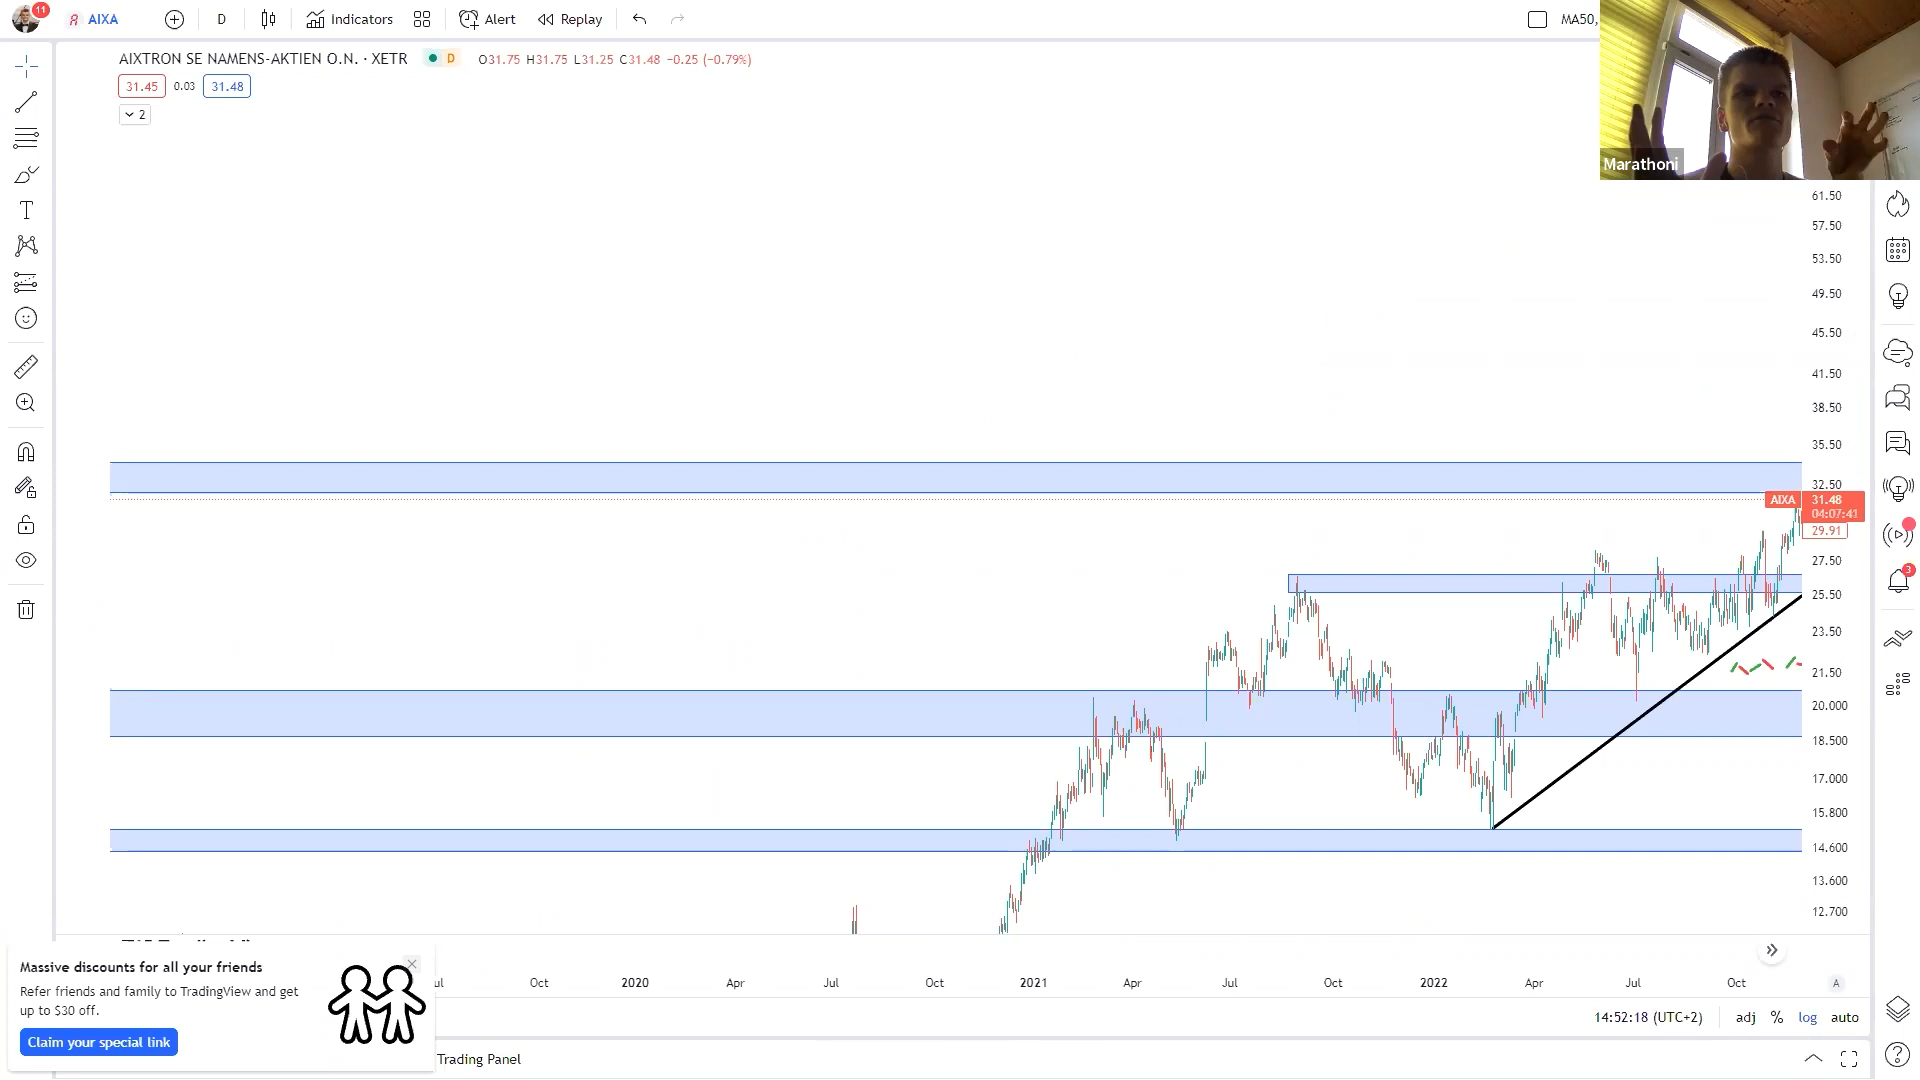 11
AIXA
D
Indicators
Alert
Replay
MA50,
AIXTRON SE NAMENS-AKTIEN O.N. · XETR
D
O31.75 H31.75 L31.25 C31.48 −0.25 (−0.79%)
31.45
0.03
31.48
2
Marathoni
61.50
57.50
53.50
49.50
45.50
41.50
38.50
35.50
32.50
AIXA
31.48
04:07:41
29.91
27.50
25.50
23.50
21.50
20.000
18.500
17.000
15.800
14.600
13.600
12.700
3
Massive discounts for all your friends
Refer friends and family to TradingView and get
up to $30 off.
Claim your special link
Oct
2020
Apr
Jul
Oct
2021
Apr
Jul
Oct
2022
Apr
Jul
Oct
A
14:52:18 (UTC+2)
adj
%
log
auto
Trading Panel